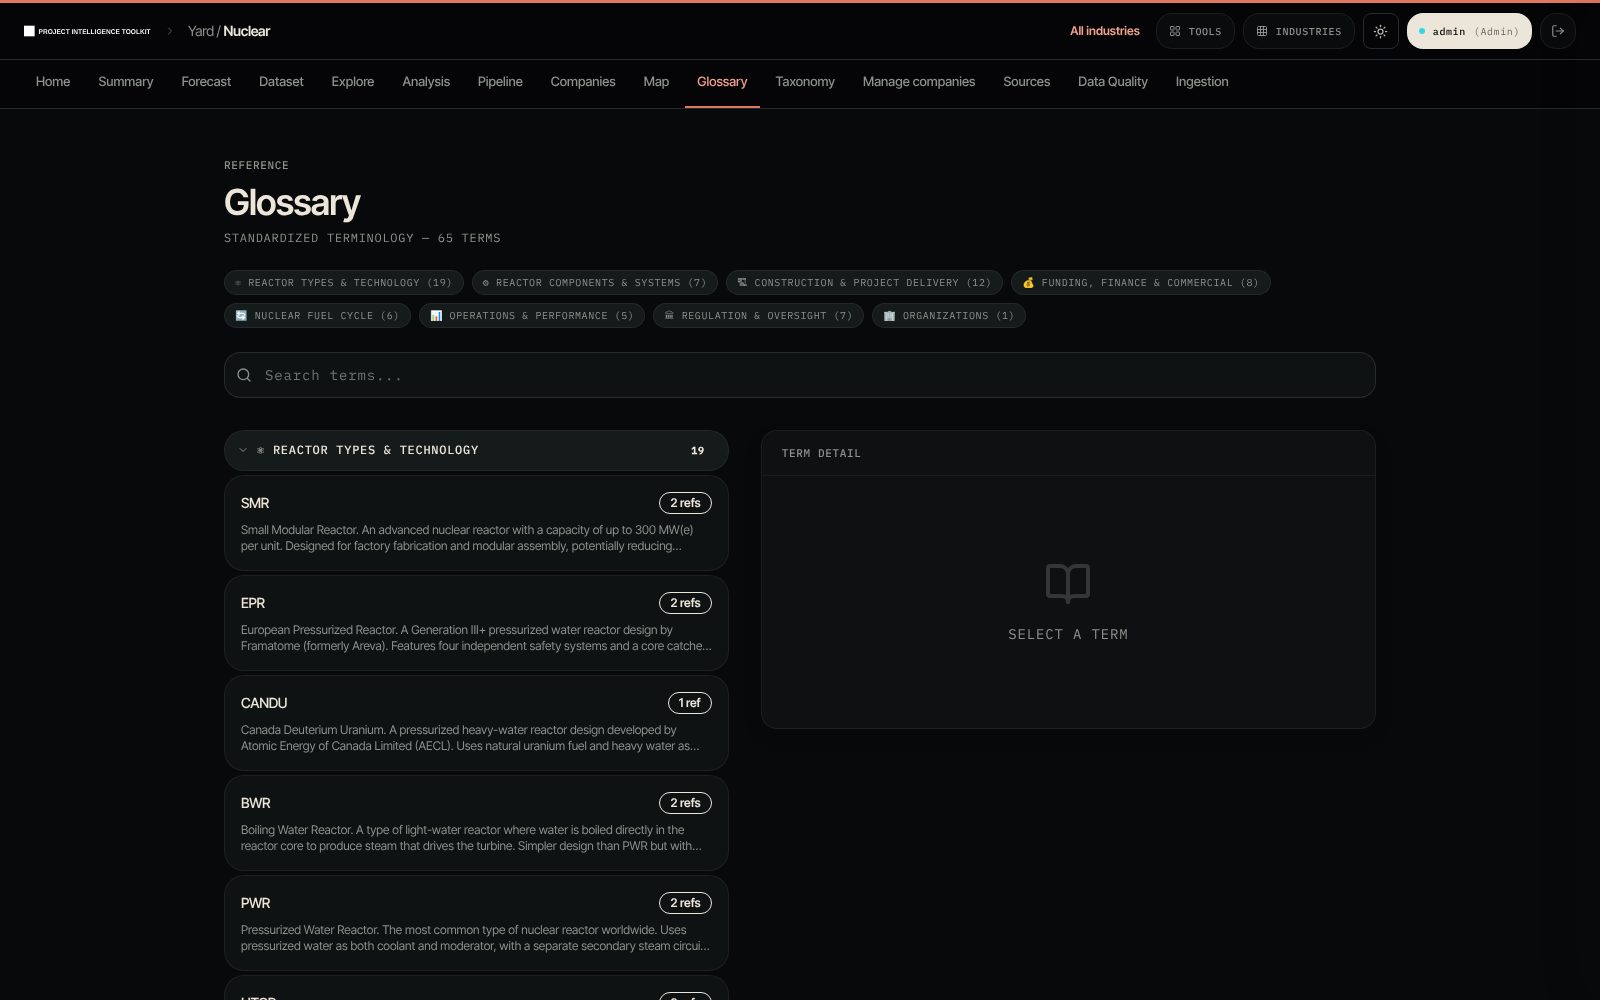 PROJECT INTELLIGENCE TOOLKIT
Yard / Nuclear
All industries
TOOLS
INDUSTRIES
admin (Admin)
Home
Summary
Forecast
Dataset
Explore
Analysis
Pipeline
Companies
Map
Glossary
Taxonomy
Manage companies
Sources
Data Quality
Ingestion
REFERENCE
Glossary
STANDARDIZED TERMINOLOGY — 65 TERMS
REACTOR TYPES & TECHNOLOGY (19)
REACTOR COMPONENTS & SYSTEMS (7)
CONSTRUCTION & PROJECT DELIVERY (12)
FUNDING, FINANCE & COMMERCIAL (8)
NUCLEAR FUEL CYCLE (6)
OPERATIONS & PERFORMANCE (5)
REGULATION & OVERSIGHT (7)
ORGANIZATIONS (1)
Search terms...
REACTOR TYPES & TECHNOLOGY 19
SMR 2 refs
Small Modular Reactor. An advanced nuclear reactor with a capacity of up to 300 MW(e)
per unit. Designed for factory fabrication and modular assembly, potentially reducing...
EPR 2 refs
European Pressurized Reactor. A Generation III+ pressurized water reactor design by
Framatome (formerly Areva). Features four independent safety systems and a core catche...
CANDU 1 ref
Canada Deuterium Uranium. A pressurized heavy-water reactor design developed by
Atomic Energy of Canada Limited (AECL). Uses natural uranium fuel and heavy water as...
BWR 2 refs
Boiling Water Reactor. A type of light-water reactor where water is boiled directly in the
reactor core to produce steam that drives the turbine. Simpler design than PWR but with...
PWR 2 refs
Pressurized Water Reactor. The most common type of nuclear reactor worldwide. Uses
pressurized water as both coolant and moderator, with a separate secondary steam circui...
TERM DETAIL
SELECT A TERM